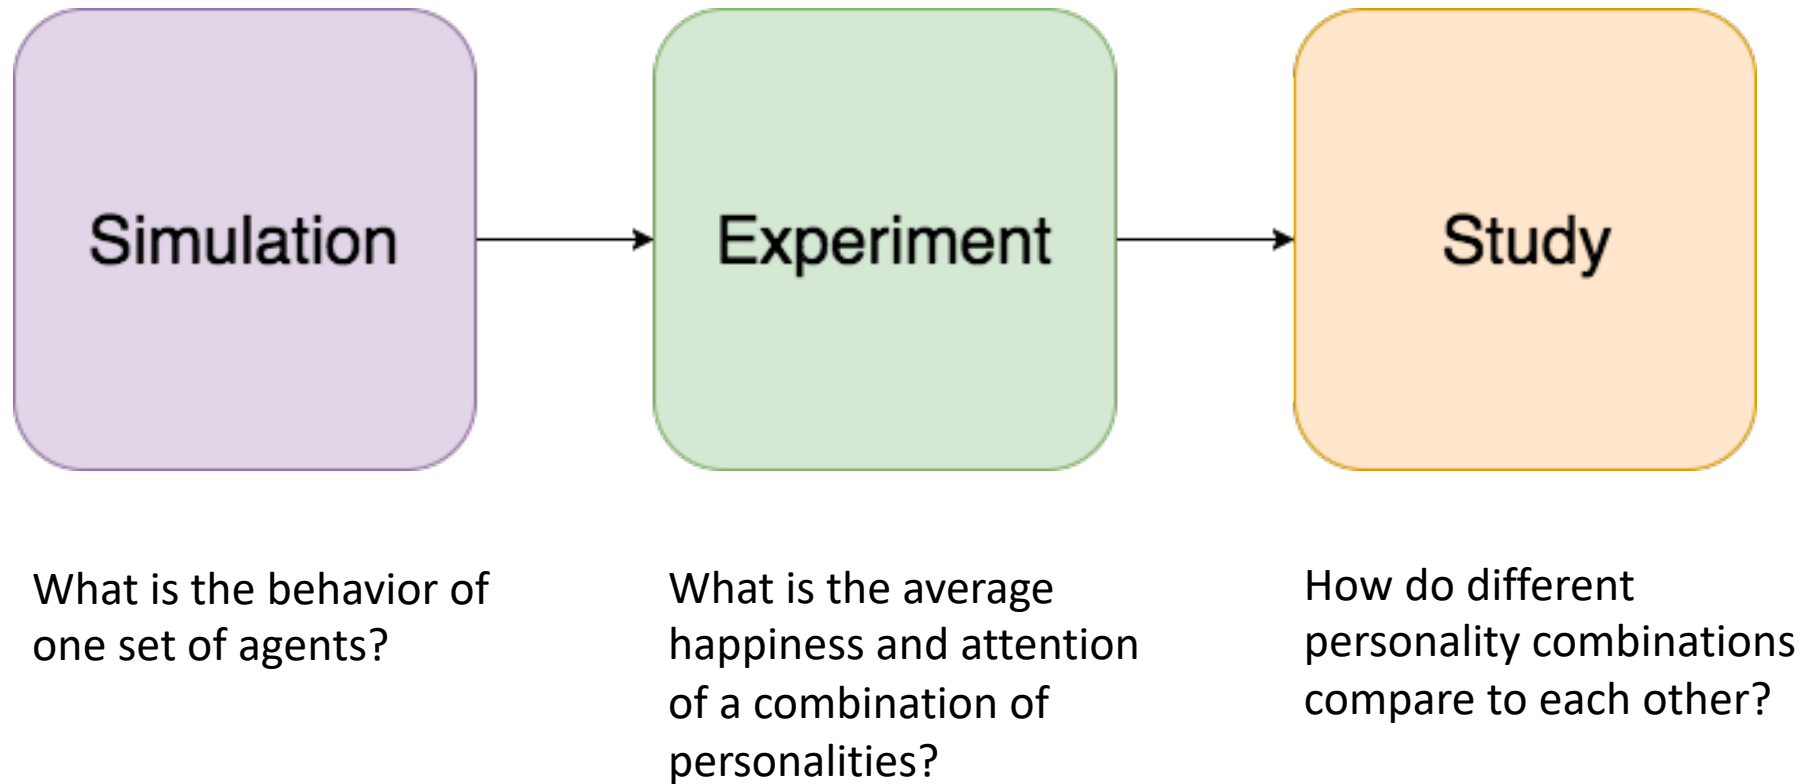 Simulation
Experiment
Study
What is the behavior of
one set of agents?
What is the average
happiness and attention
of a combination of
personalities?
How do different
personality combinations
compare to each other?